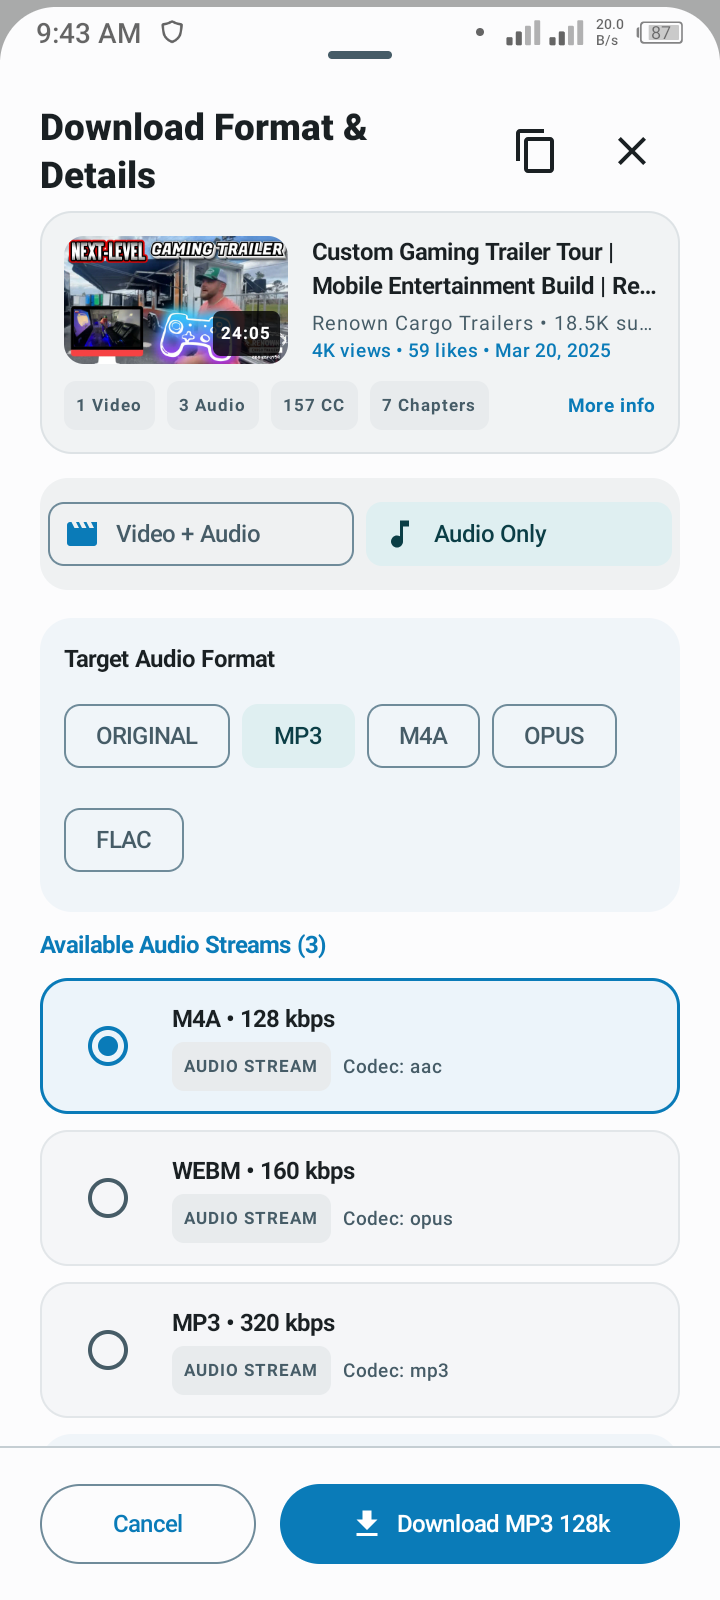 9:43 AM
20.0
B/s
87
Download Format &
Details
NEXT-LEVEL GAMING TRAILER
24:05
Custom Gaming Trailer Tour |
Mobile Entertainment Build | Re...
Renown Cargo Trailers • 18.5K su...
4K views • 59 likes • Mar 20, 2025
1 Video
3 Audio
157 CC
7 Chapters
More info
Video + Audio
Audio Only
Target Audio Format
ORIGINAL
MP3
M4A
OPUS
FLAC
Available Audio Streams (3)
M4A • 128 kbps
AUDIO STREAM
Codec: aac
WEBM • 160 kbps
AUDIO STREAM
Codec: opus
MP3 • 320 kbps
AUDIO STREAM
Codec: mp3
Cancel
Download MP3 128k